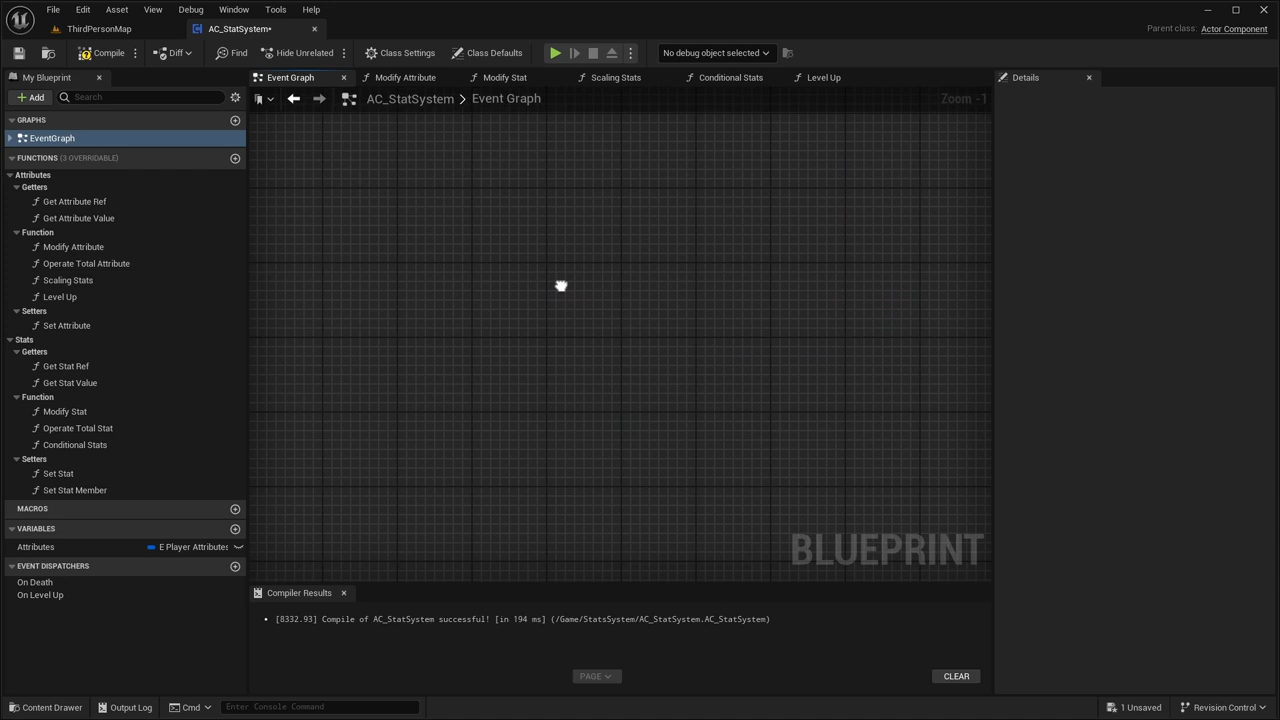 File Edit Asset View Debug Window Tools Help
ThirdPersonMap AC_StatSystem* Parent class: Actor Component
Compile Diff Find Hide Unrelated Class Settings Class Defaults No debug object selected
My Blueprint Event Graph Modify Attribute Modify Stat Scaling Stats Conditional Stats Level Up Details
Add Search AC_StatSystem > Event Graph Zoom -1
GRAPHS
EventGraph
FUNCTIONS (3 OVERRIDABLE)
Attributes
Getters
Get Attribute Ref
Get Attribute Value
Function
Modify Attribute
Operate Total Attribute
Scaling Stats
Level Up
Setters
Set Attribute
Stats
Getters
Get Stat Ref
Get Stat Value
Function
Modify Stat
Operate Total Stat
Conditional Stats
Setters
Set Stat
Set Stat Member
MACROS
VARIABLES
Attributes E Player Attributes
EVENT DISPATCHERS
On Death
On Level Up
BLUEPRINT
Compiler Results
• [8332.93] Compile of AC_StatSystem successful! [in 194 ms] (/Game/StatsSystem/AC_StatSystem.AC_StatSystem)
PAGE CLEAR
Content Drawer Output Log Cmd Enter Console Command 1 Unsaved Revision Control